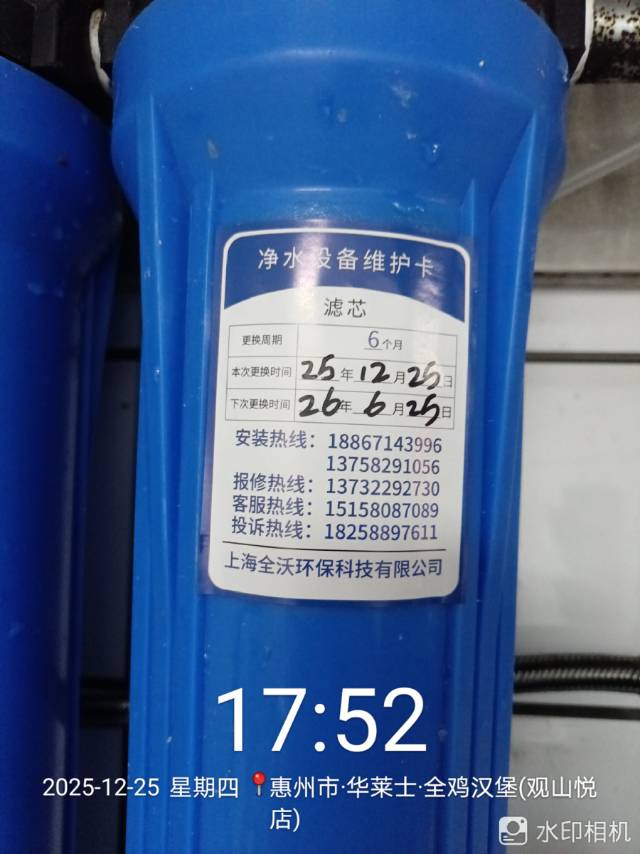 净水设备维护卡
滤芯
更换周期 6个月
本次更换时间 25年12月25日
下次更换时间 26年6月25日
安装热线：18867143996
13758291056
报修热线：13732292730
客服热线：15158087089
投诉热线：18258897611
上海全沃环保科技有限公司
17:52
2025-12-25 星期四 📍惠州市·华莱士·全鸡汉堡(观山悦
店)
水印相机